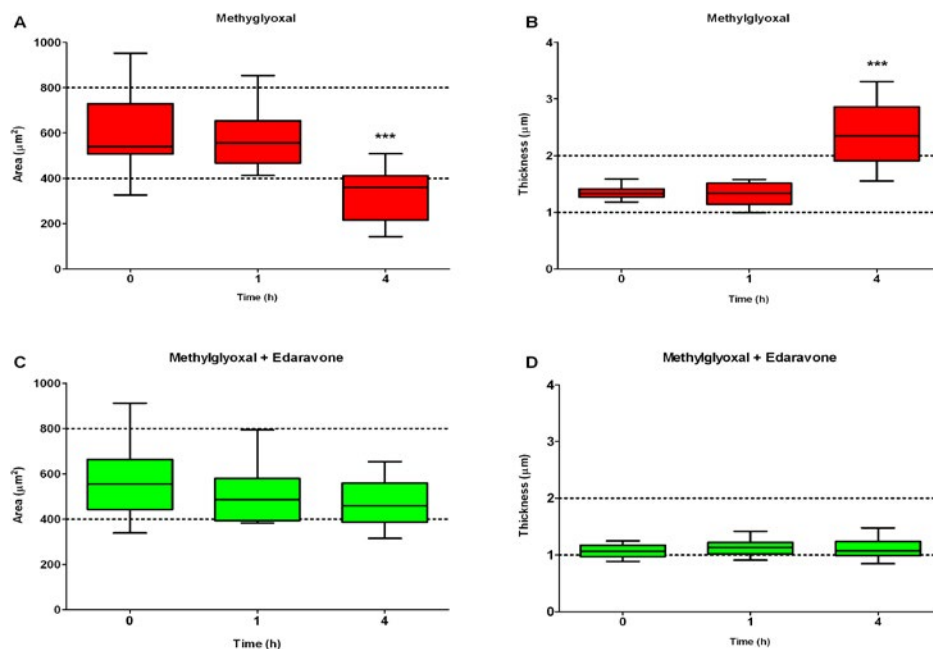 A
Methyglyoxal
1000
800
600
400
200
0
Area (μm²)
***
0 1 4
Time (h)
B
Methylglyoxal
4
3
2
1
0
Thickness (μm)
***
0 1 4
Time (h)
C
Methylglyoxal + Edaravone
1000
800
600
400
200
0
Area (μm²)
0 1 4
Time (h)
D
Methylglyoxal + Edaravone
4
3
2
1
0
Thickness (μm)
0 1 4
Time (h)